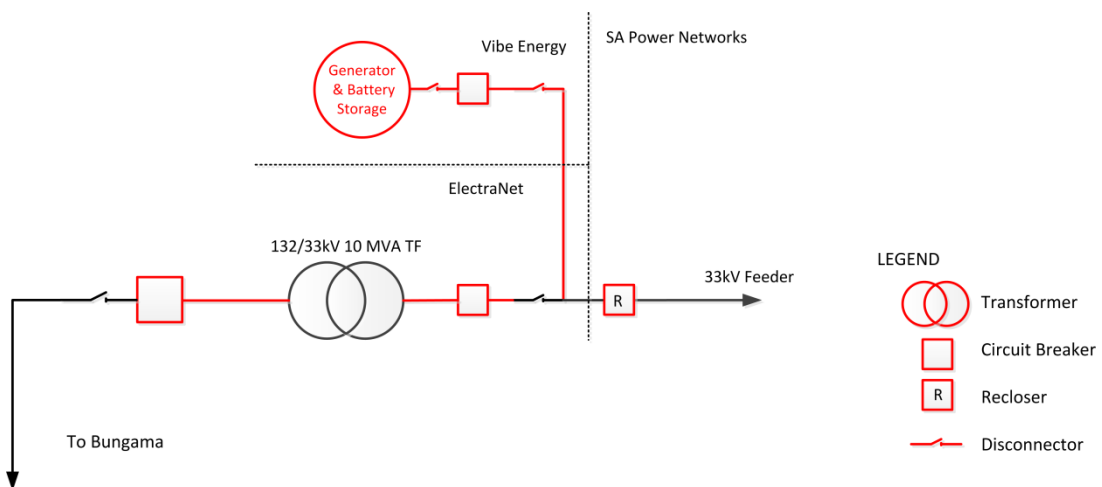 Vibe Energy
SA Power Networks
Generator
& Battery
Storage
ElectraNet
132/33kV 10 MVA TF
33kV Feeder
R
To Bungama
LEGEND
Transformer
Circuit Breaker
R
Recloser
Disconnector